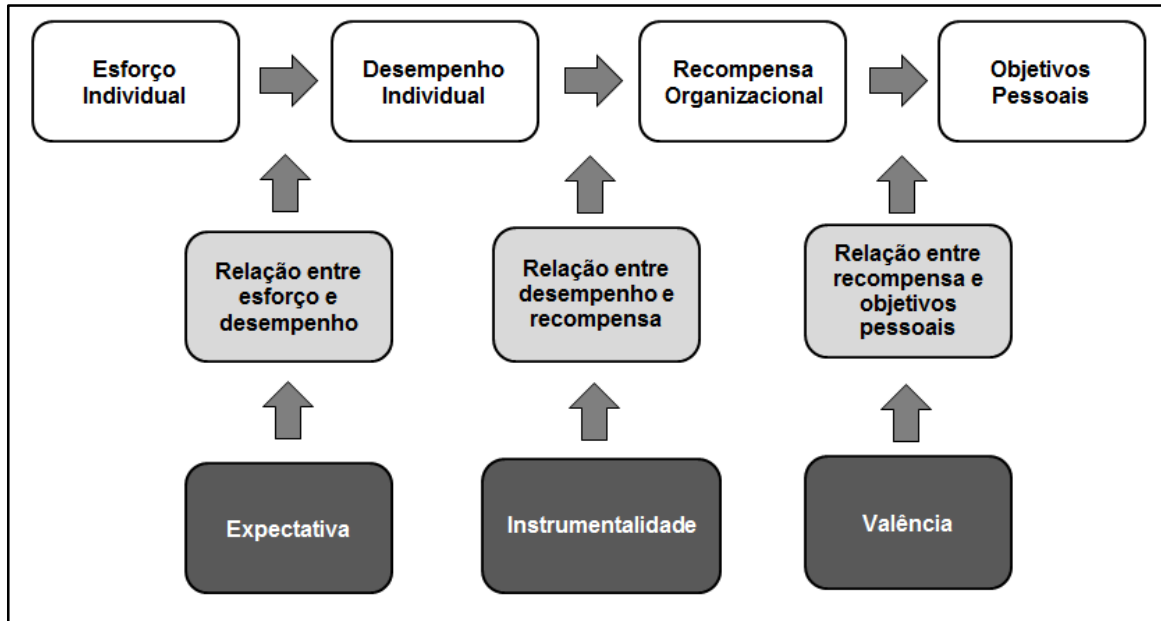 Esforço
Individual
Desempenho
Individual
Recompensa
Organizacional
Objetivos
Pessoais
Relação entre
esforço e
desempenho
Relação entre
desempenho e
recompensa
Relação entre
recompensa e
objetivos
pessoais
Expectativa
Instrumentalidade
Valência